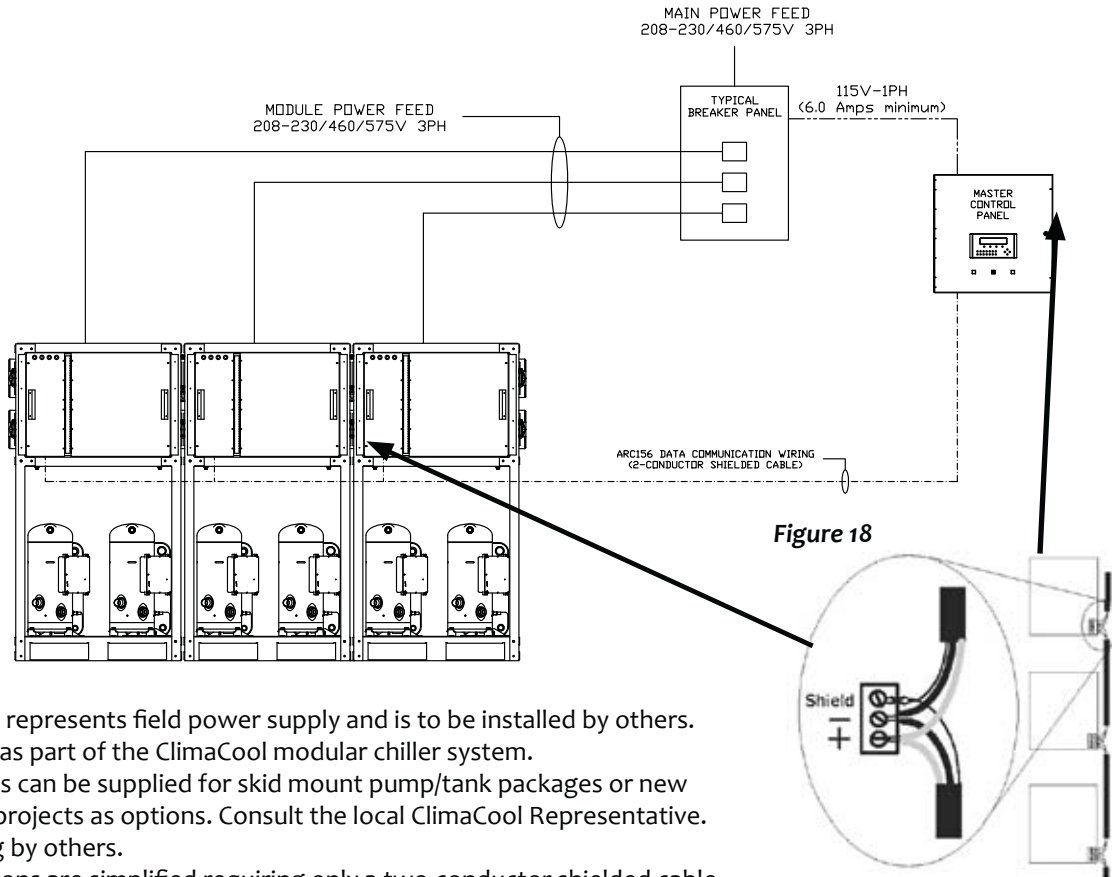 MAIN POWER FEED
208-230/460/575V 3PH
MODULE POWER FEED
208-230/460/575V 3PH
TYPICAL
BREAKER PANEL
115V-1PH
(6.0 Amps minimum)
MASTER
CONTROL
PANEL
ARC156 DATA COMMUNICATION WIRING
(2-CONDUCTOR SHIELDED CABLE)
Figure 18
Shield
−
+
represents field power supply and is to be installed by others.
as part of the ClimaCool modular chiller system.
s can be supplied for skid mount pump/tank packages or new
projects as options. Consult the local ClimaCool Representative.
g by others.
ons are simplified requiring only a two-conductor shielded cable